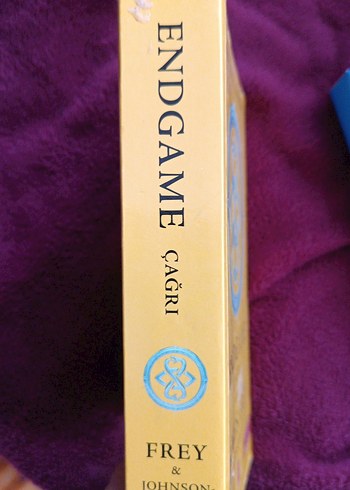 ENDGAME ÇAĞRI
FREY
&
JOHNSON-